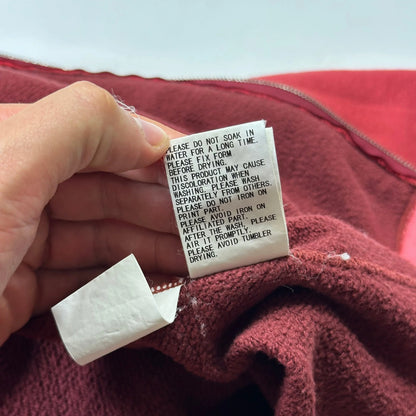 PLEASE DO NOT SOAK IN
WATER FOR A LONG TIME.
PLEASE FIX FORM
BEFORE DRYING.
THIS PRODUCT MAY CAUSE
DISCOLORATION WHEN
WASHING. PLEASE WASH
SEPARATELY FROM OTHERS.
PLEASE DO NOT IRON ON
PRINT PART.
PLEASE AVOID IRON ON
AFFILIATED PART.
AFTER THE WASH, PLEASE
AIR IT PROMPTLY.
PLEASE AVOID TUMBLER
DRYING.